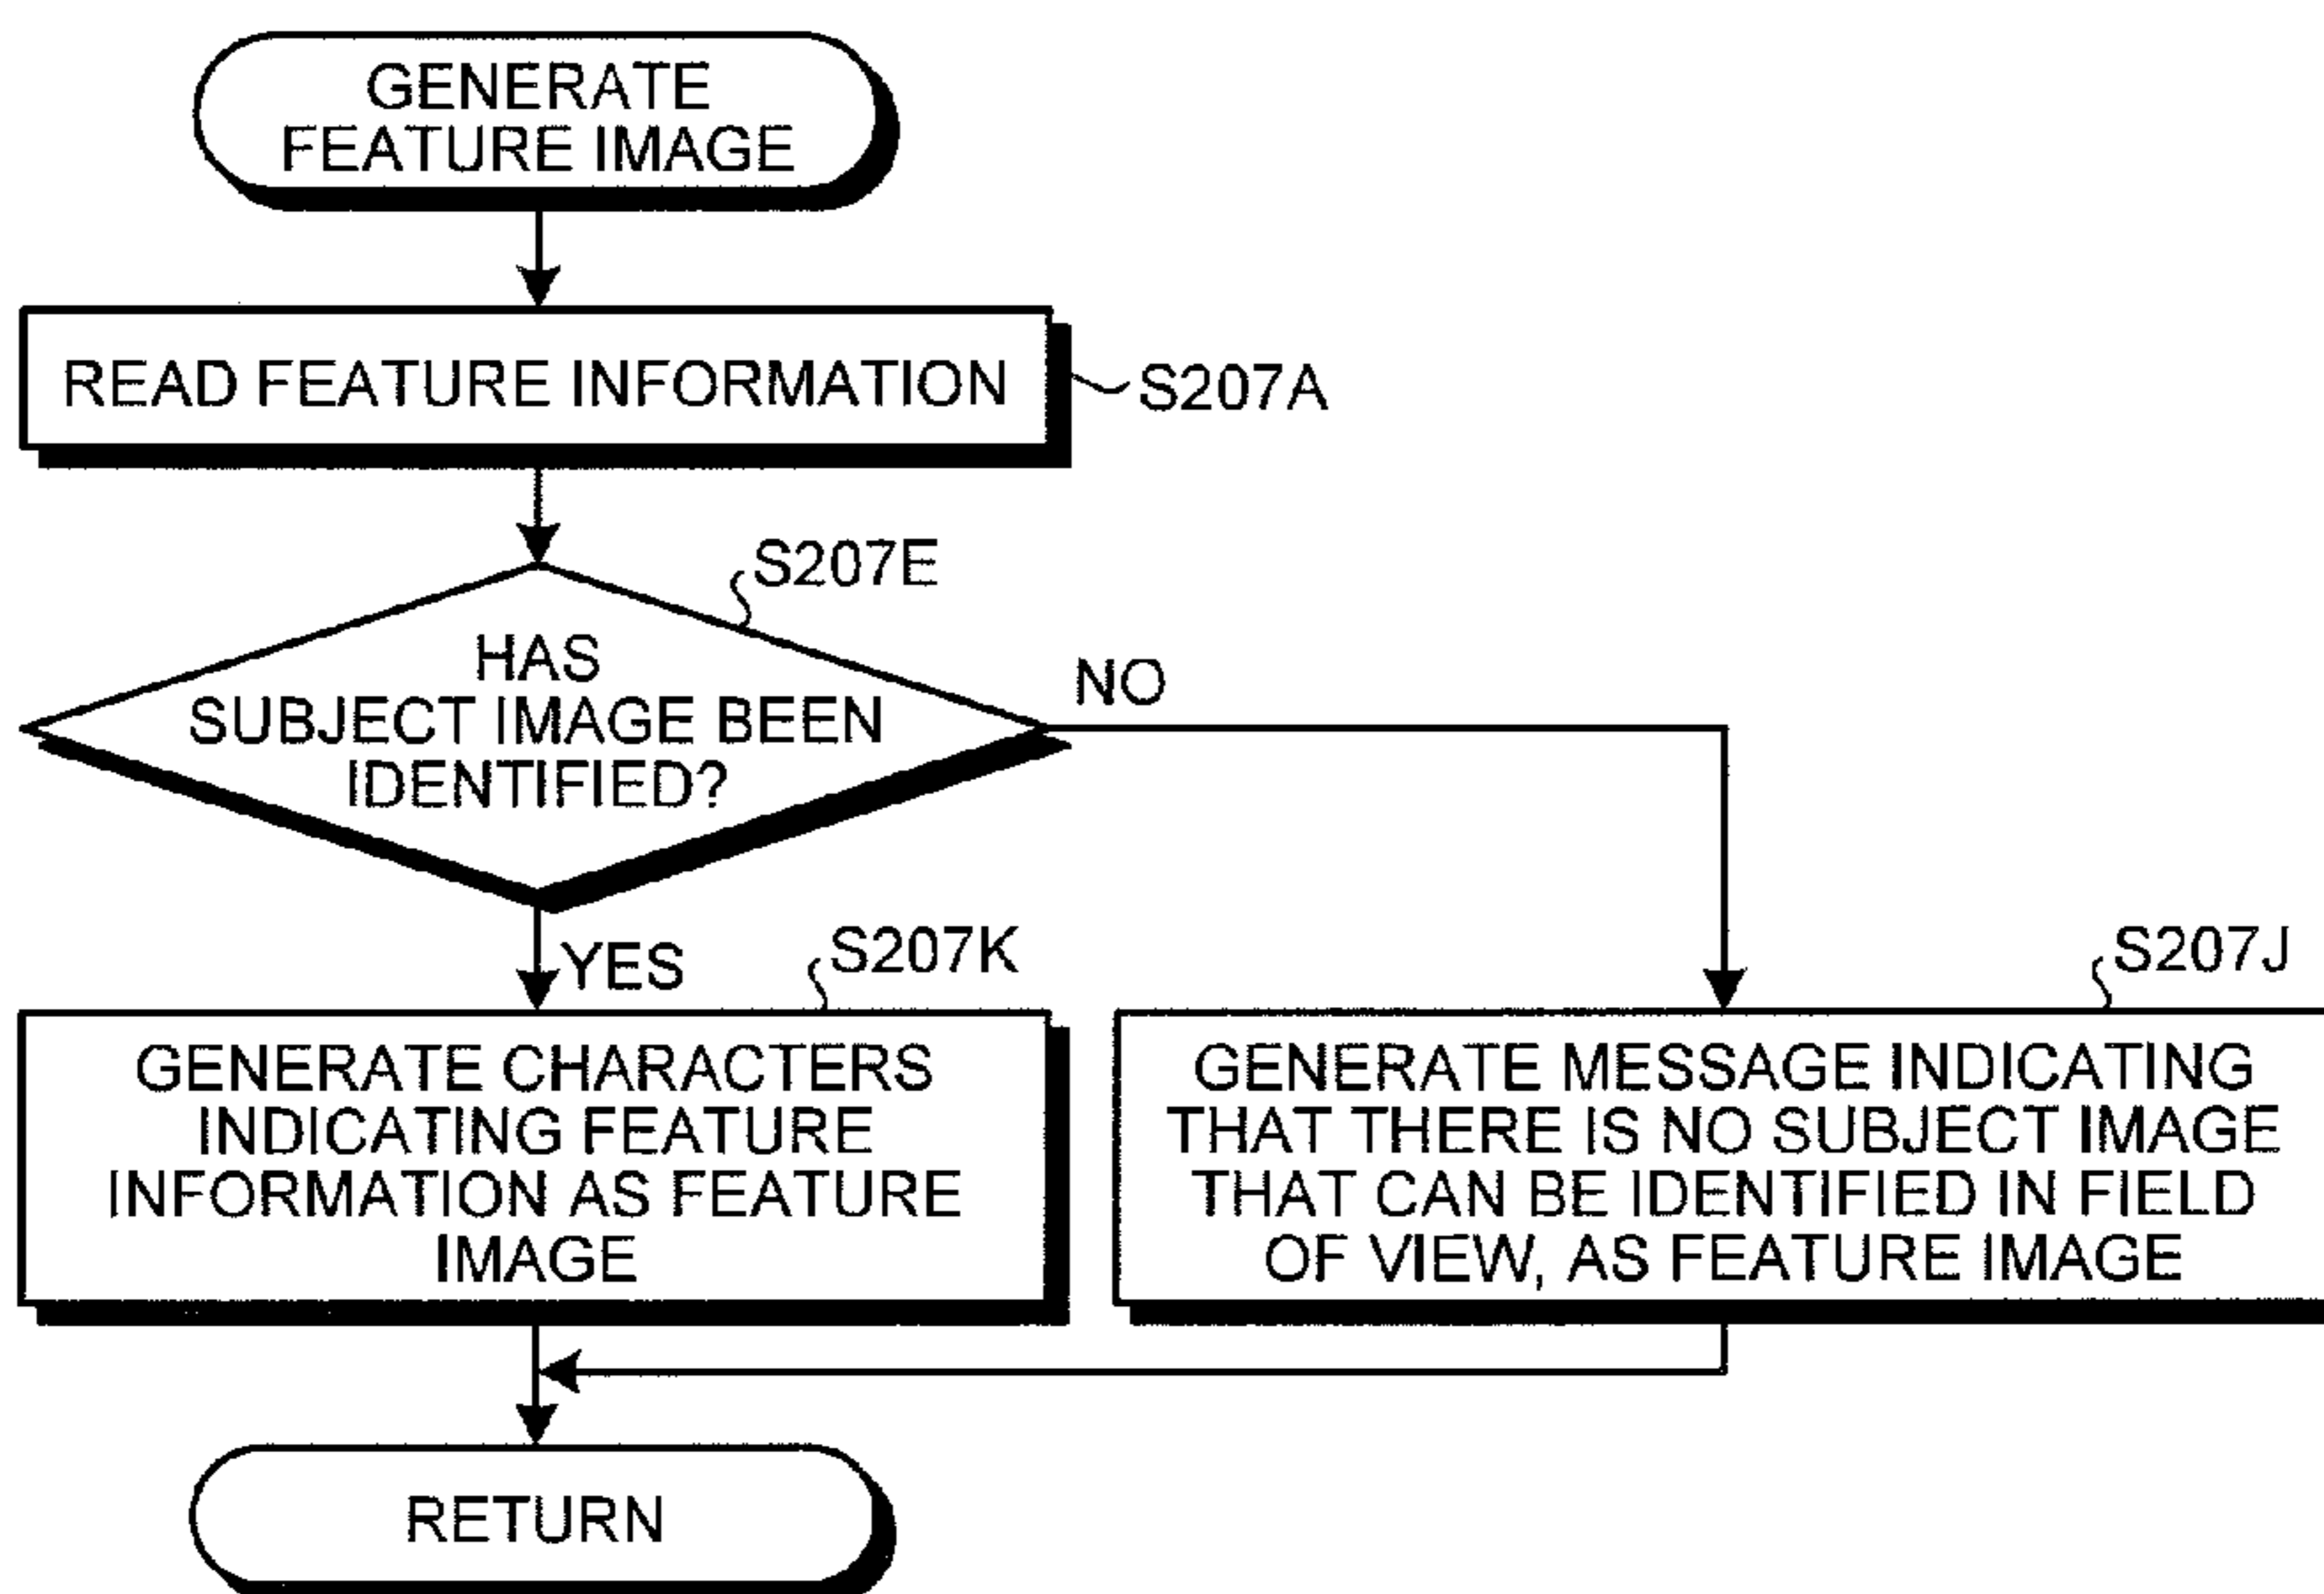 GENERATE
FEATURE IMAGE
READ FEATURE INFORMATION
S207A
S207E
HAS
SUBJECT IMAGE BEEN
IDENTIFIED?
NO
YES
S207K
GENERATE CHARACTERS
INDICATING FEATURE
INFORMATION AS FEATURE
IMAGE
S207J
GENERATE MESSAGE INDICATING
THAT THERE IS NO SUBJECT IMAGE
THAT CAN BE IDENTIFIED IN FIELD
OF VIEW, AS FEATURE IMAGE
RETURN